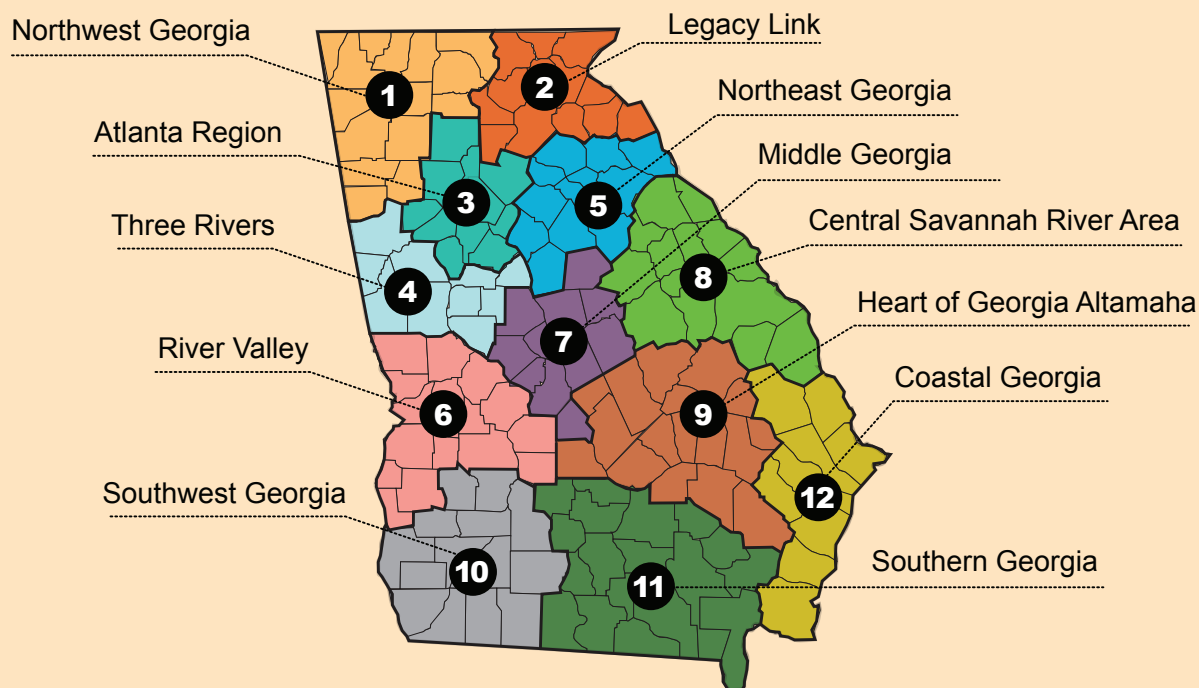 Northwest Georgia
Legacy Link
1
2
Northeast Georgia
Atlanta Region
Middle Georgia
3
5
Three Rivers
Central Savannah River Area
4
8
Heart of Georgia Altamaha
River Valley
7
Coastal Georgia
6
9
Southwest Georgia
12
10
11
Southern Georgia